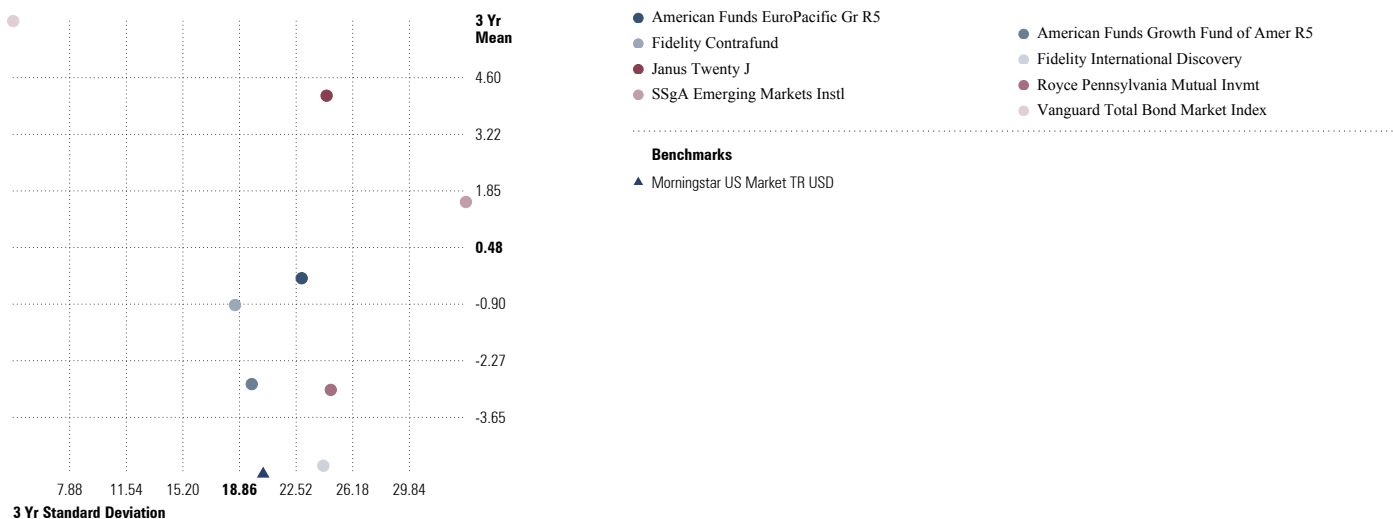 3 Yr
Mean
4.60
3.22
1.85
0.48
-0.90
-2.27
-3.65
7.88 11.54 15.20 18.86 22.52 26.18 29.84
3 Yr Standard Deviation
American Funds EuroPacific Gr R5
Fidelity Contrafund
Janus Twenty J
SSgA Emerging Markets Instl
American Funds Growth Fund of Amer R5
Fidelity International Discovery
Royce Pennsylvania Mutual Invmt
Vanguard Total Bond Market Index
Benchmarks
Morningstar US Market TR USD